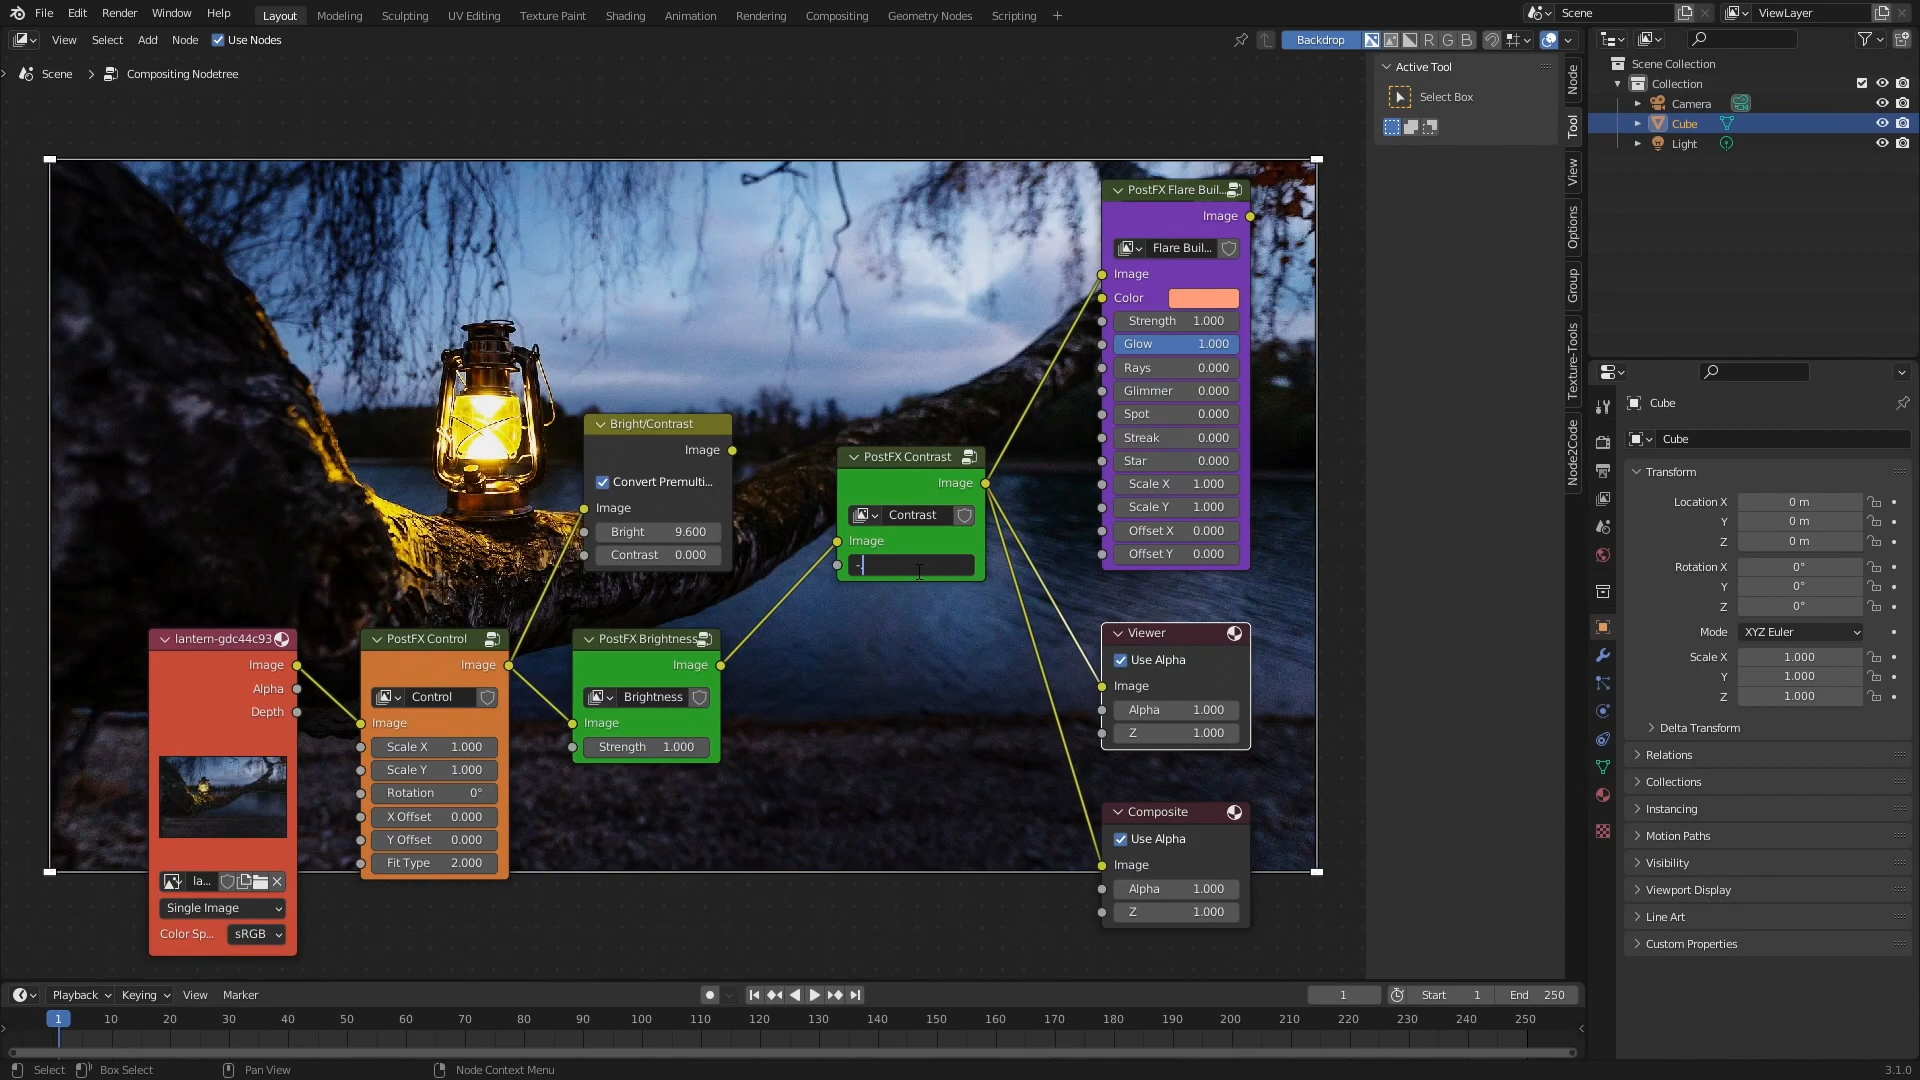 File Edit Render Window Help
Layout Modeling Sculpting UV Editing Texture Paint Shading Animation Rendering Compositing Geometry Nodes Scripting +
Scene ViewLayer
View Select Add Node Use Nodes
Backdrop R G B
Scene > Compositing Nodetree
Active Tool
Select Box
Node
Tool
View
Options
Group
Texture-Tools
Node2Code
Scene Collection
Collection
Camera
Cube
Light
PostFX Flare Buil...
Image
Flare Buil...
Image
Color
Strength 1.000
Glow 1.000
Rays 0.000
Glimmer 0.000
Spot 0.000
Streak 0.000
Star 0.000
Scale X 1.000
Scale Y 1.000
Offset X 0.000
Offset Y 0.000
Bright/Contrast
Image
Convert Premulti...
Image
Bright 9.600
Contrast 0.000
PostFX Contrast
Image
Contrast
Image
-.
lantern-gdc44c93
Image
Alpha
Depth
la...
Single Image
Color Sp... sRGB
PostFX Control
Image
Control
Image
Scale X 1.000
Scale Y 1.000
Rotation 0°
X Offset 0.000
Y Offset 0.000
Fit Type 2.000
PostFX Brightness
Image
Brightness
Image
Strength 1.000
Viewer
Use Alpha
Image
Alpha 1.000
Z 1.000
Composite
Use Alpha
Image
Alpha 1.000
Z 1.000
Cube
Cube
Transform
Location X 0 m
Y 0 m
Z 0 m
Rotation X 0°
Y 0°
Z 0°
Mode XYZ Euler
Scale X 1.000
Y 1.000
Z 1.000
Delta Transform
Relations
Collections
Instancing
Motion Paths
Visibility
Viewport Display
Line Art
Custom Properties
Playback Keying View Marker
1 Start 1 End 250
1 10 20 30 40 50 60 70 80 90 100 110 120 130 140 150 160 170 180 190 200 210 220 230 240 250
Select Box Select Pan View Node Context Menu 3.1.0